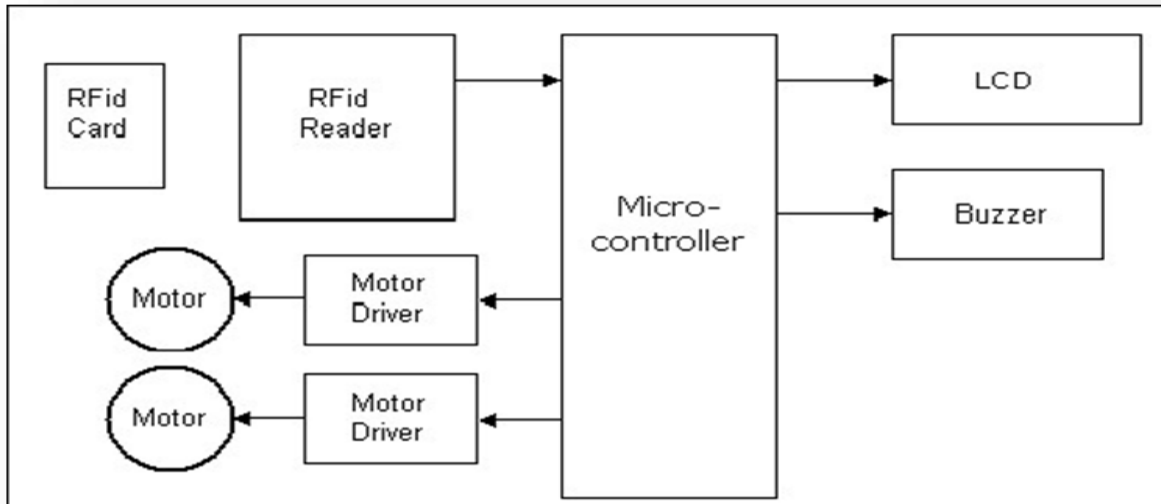 RFid
Card
RFid
Reader
Micro-
controller
LCD
Buzzer
Motor
Motor
Driver
Motor
Motor
Driver